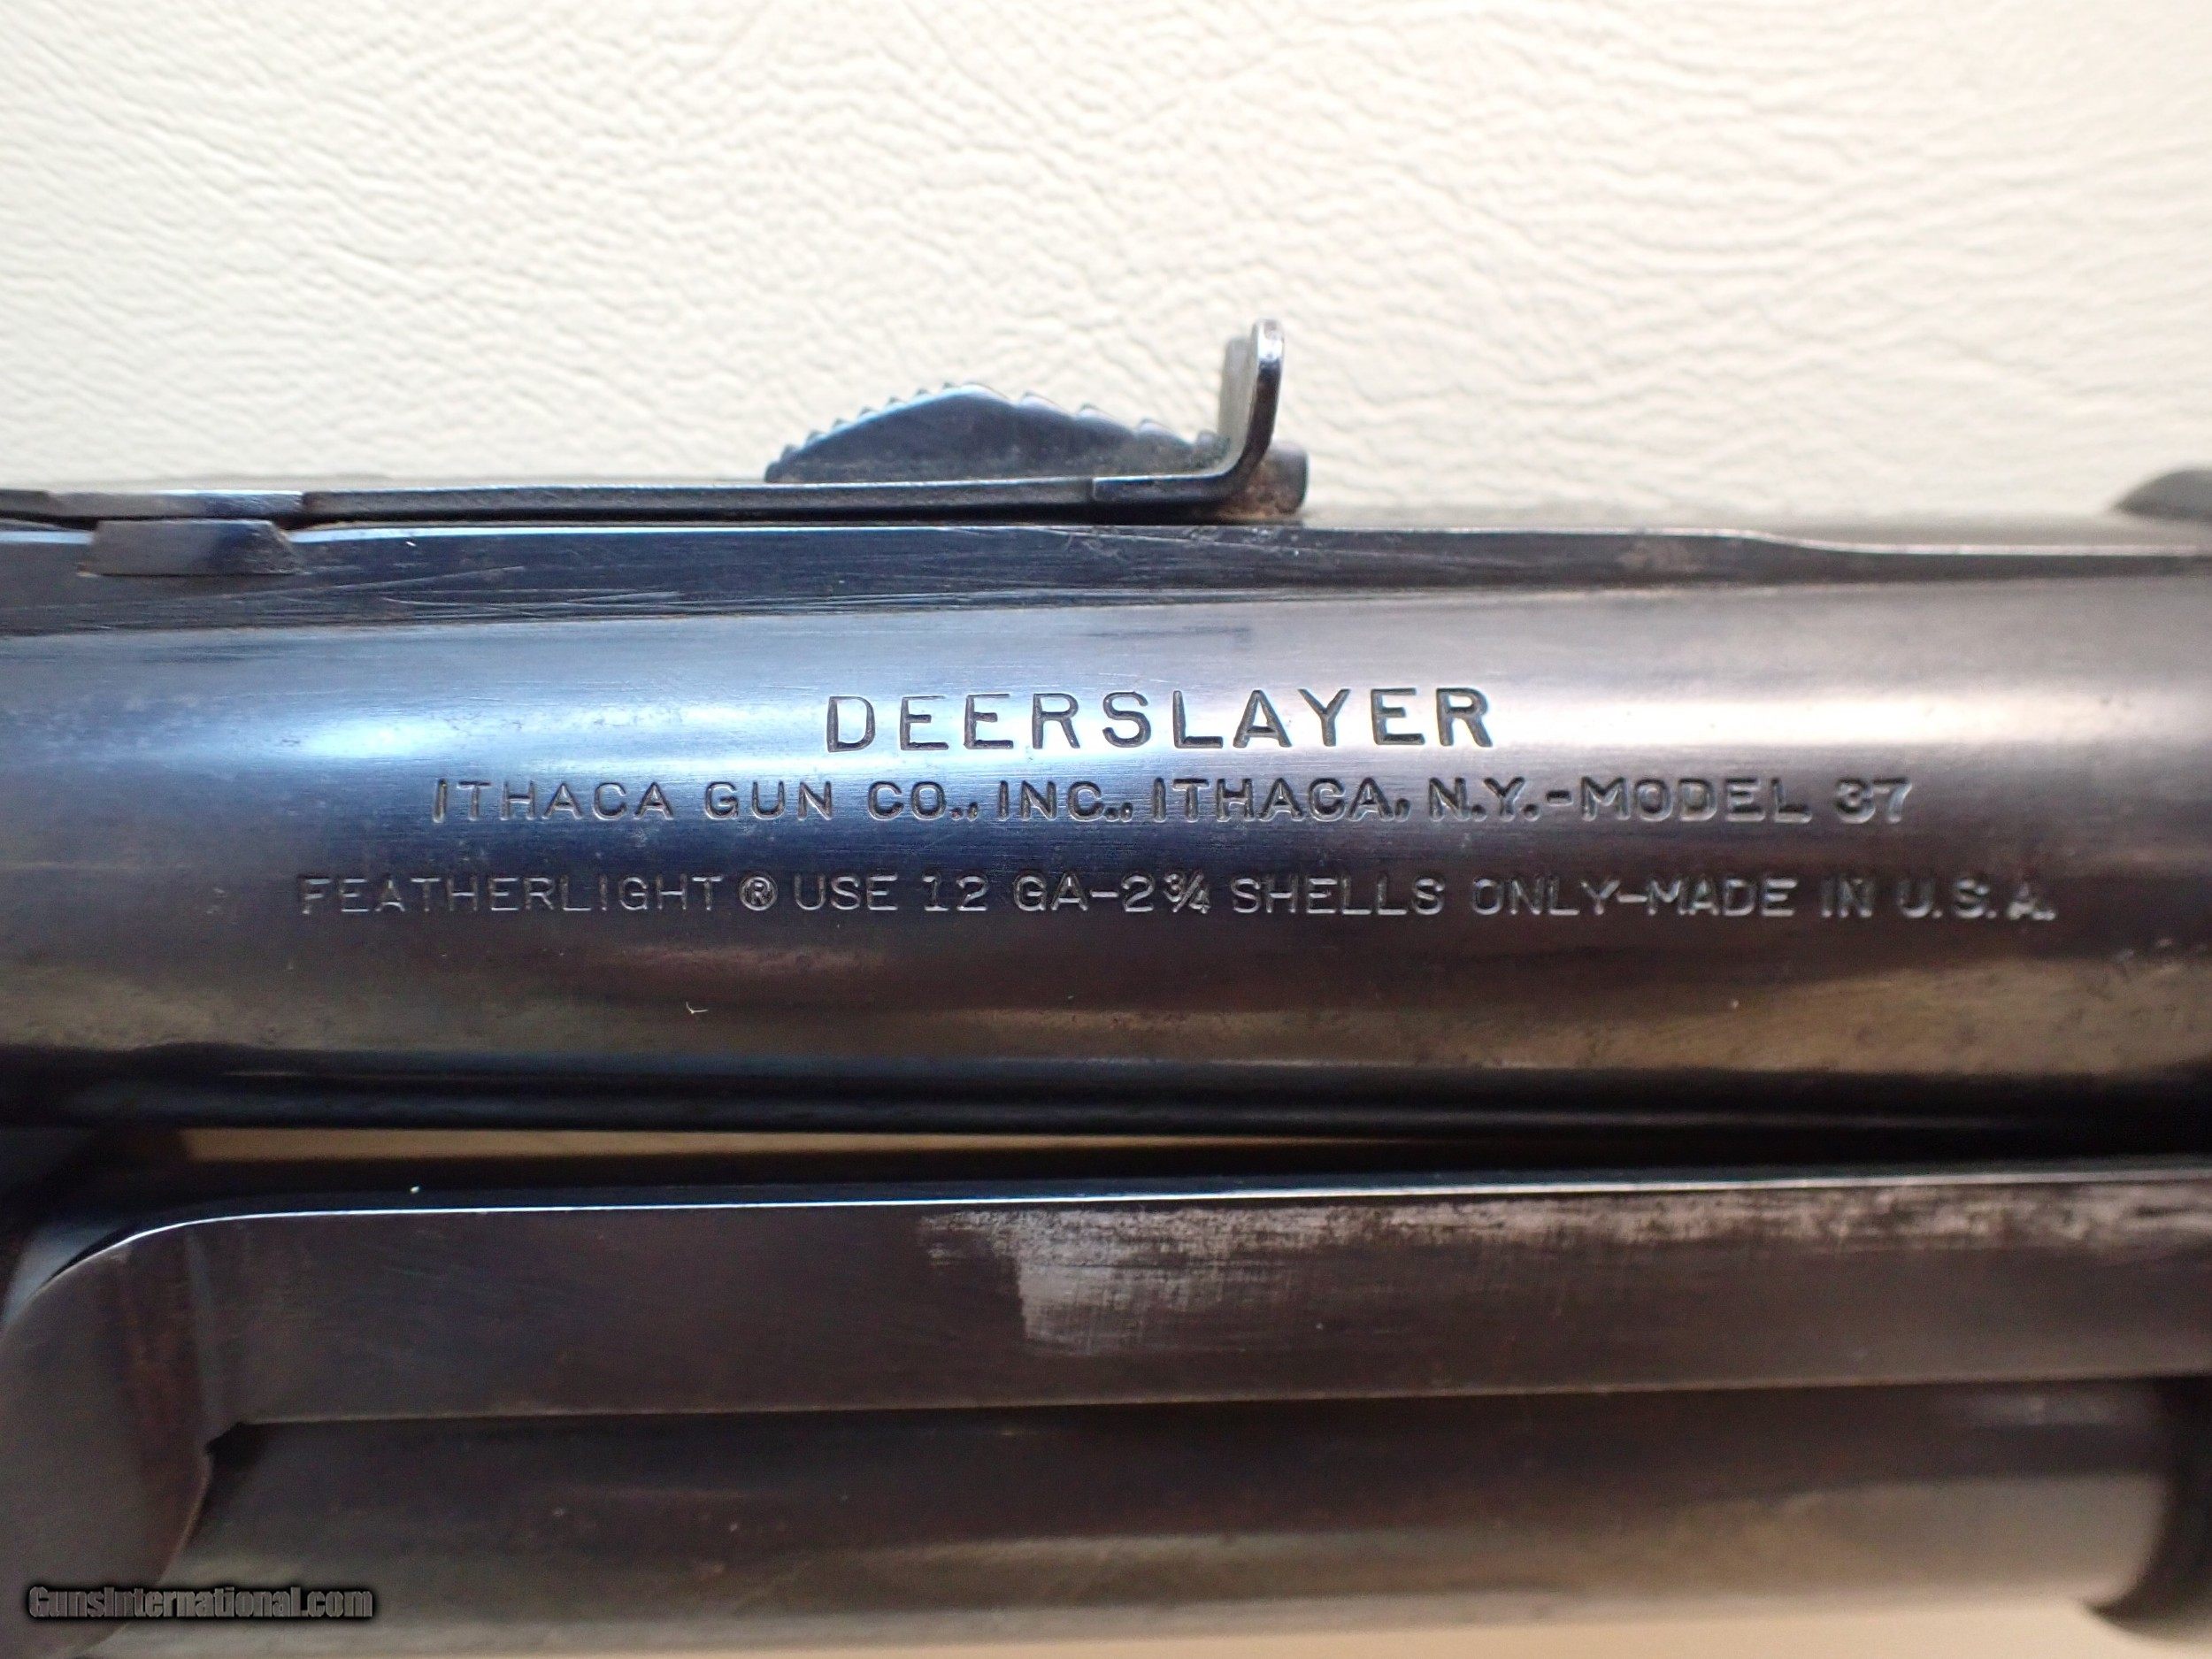 DEERSLAYER
ITHACA GUN CO., INC., ITHACA, N.Y.-MODEL 37
FEATHERLIGHT ® USE 12 GA-2¾ SHELLS ONLY-MADE IN U.S.A.
GunsInternational.com